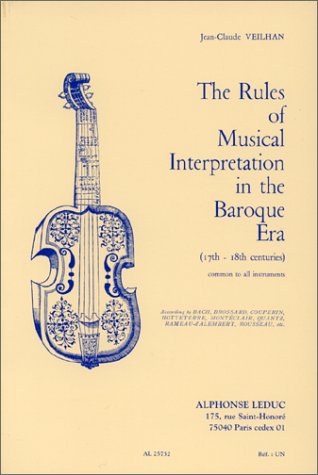 Jean-Claude VEILHAN
The Rules
of
Musical
Interpretation
in the
Baroque
Era
(17th - 18th centuries)
common to all instruments
According to BACH, BROSSARD, COUPERIN,
HOTTETERRE, MONTÉCLAIR, QUANTZ,
RAMEAU-D'ALEMBERT, ROUSSEAU, etc.
ALPHONSE LEDUC
175, rue Saint-Honoré
75040 Paris cedex 01
AL 25732
Réf. : UN